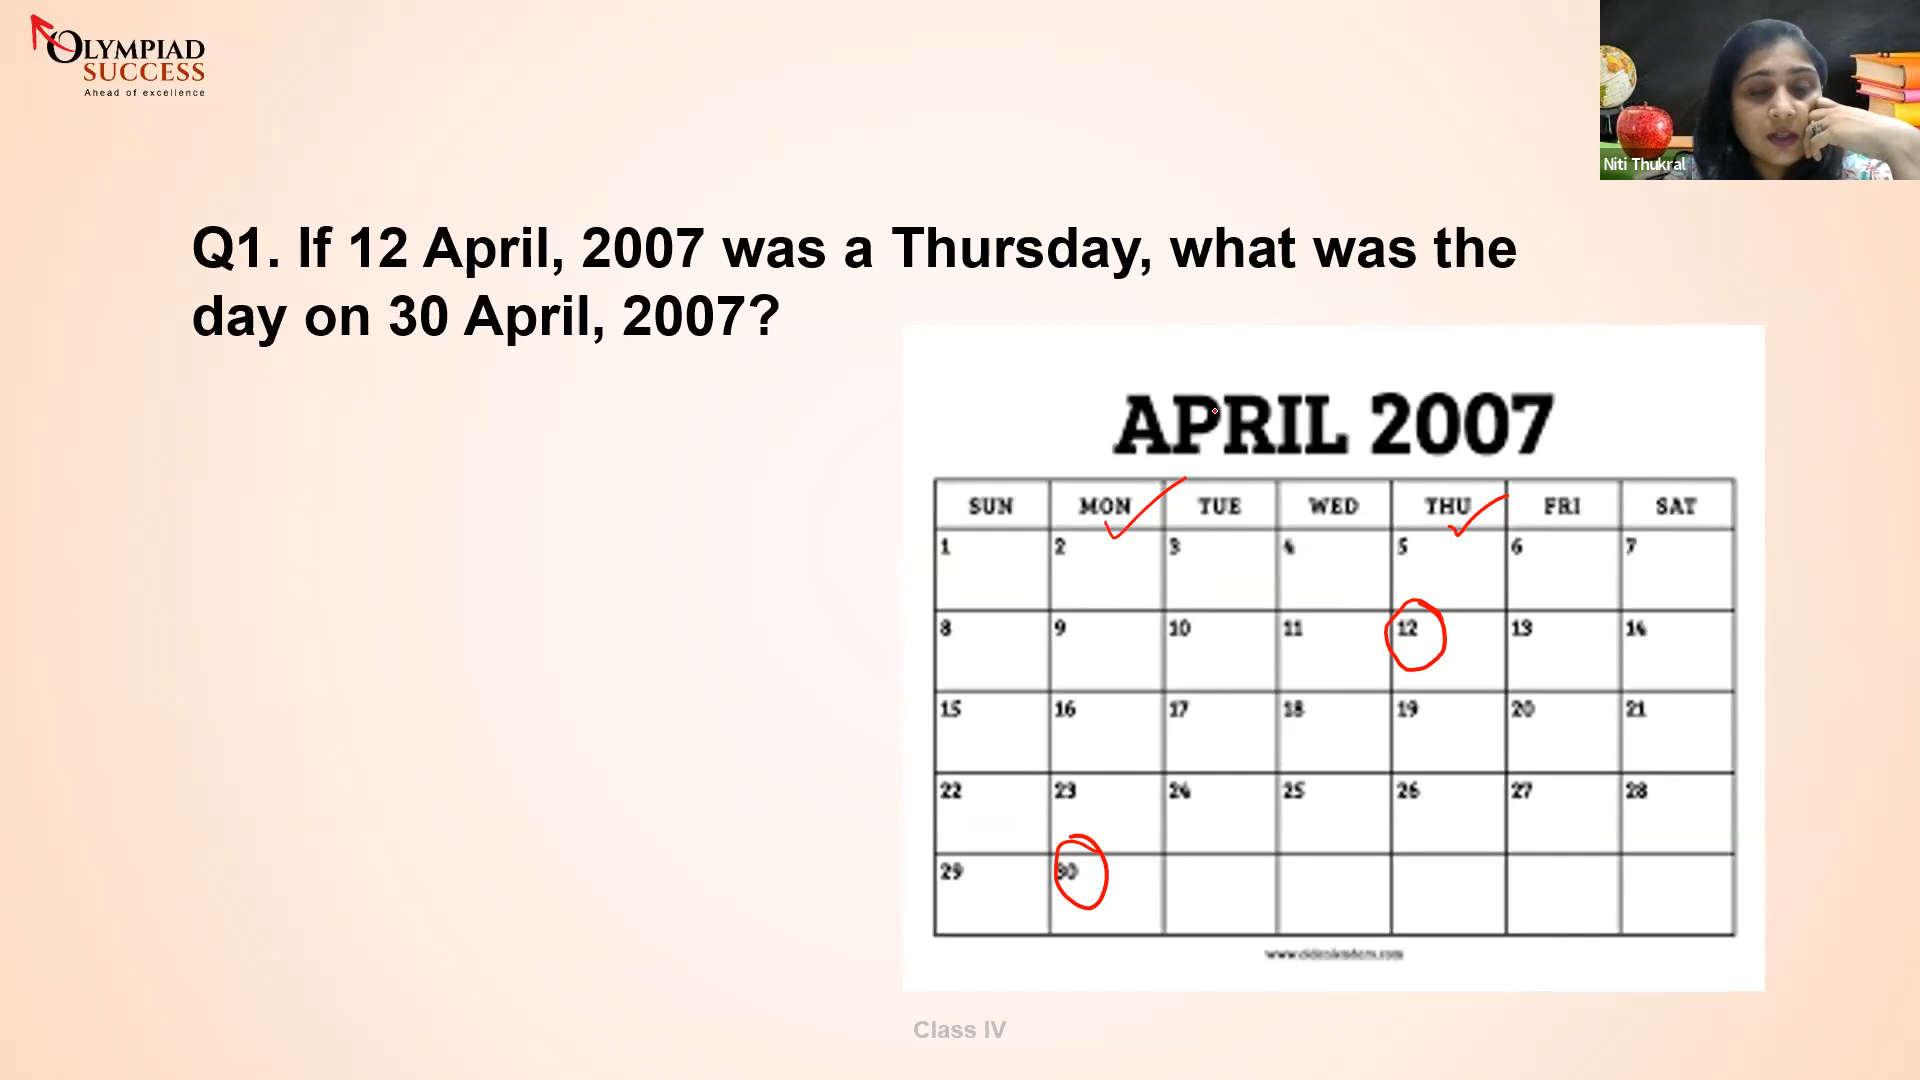 OLYMPIAD
SUCCESS
Ahead of excellence
Niti Thukral
Q1. If 12 April, 2007 was a Thursday, what was the
day on 30 April, 2007?
APRIL 2007
SUN MON TUE WED THU FRI SAT
1 2 3 4 5 6 7
8 9 10 11 12 13 14
15 16 17 18 19 20 21
22 23 24 25 26 27 28
29 30
Class IV